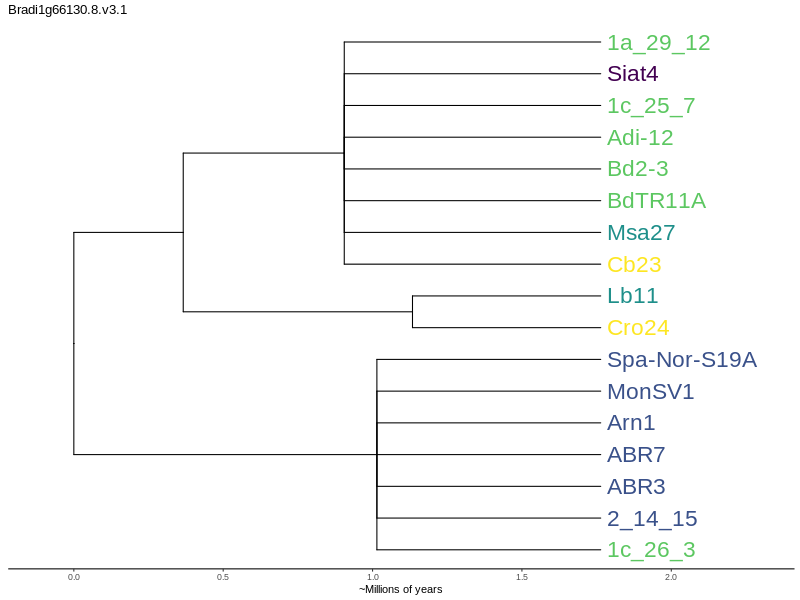 Bradi1g66130.8.v3.1
1a_29_12
Siat4
1c_25_7
Adi-12
Bd2-3
BdTR11A
Msa27
Cb23
Lb11
Cro24
Spa-Nor-S19A
MonSV1
Arn1
ABR7
ABR3
2_14_15
1c_26_3
0.0 0.5 1.0 1.5 2.0
~Millions of years